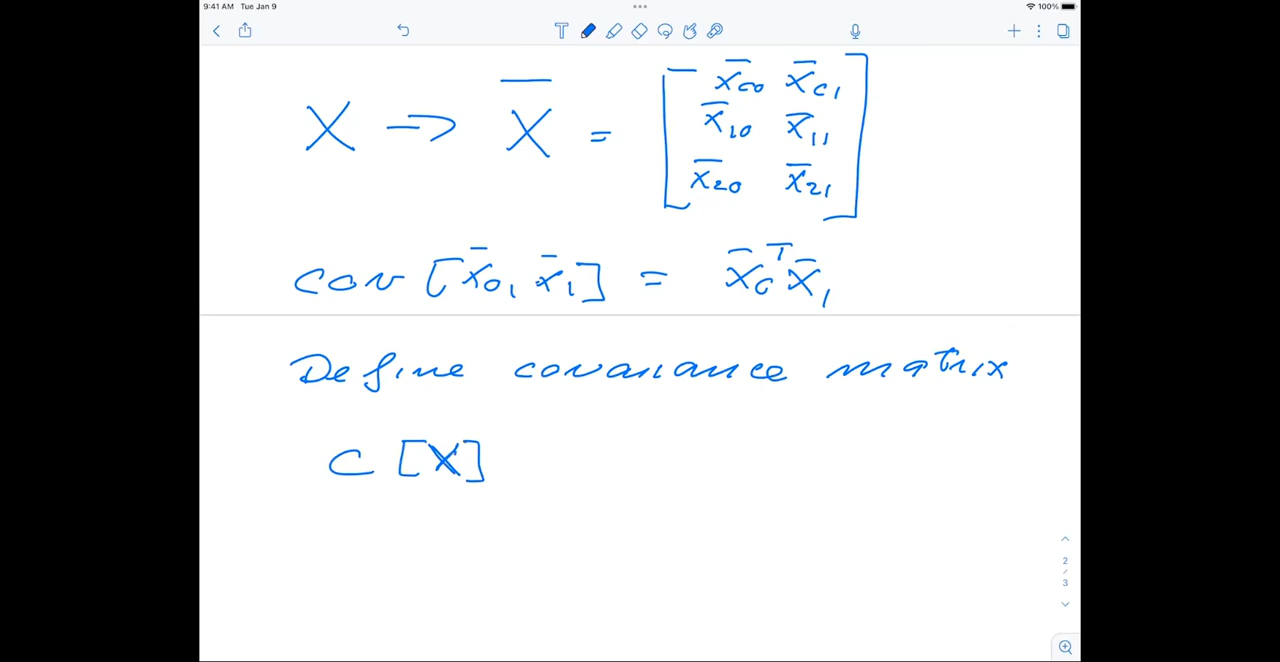 9:41 AM Tue Jan 9
100%
x̄₀₀ x̄₀₁
X → X̄ = [ x̄₁₀ x̄₁₁ ]
x̄₂₀ x̄₂₁
cov [x̄₀, x̄₁] = x̄₀ᵀ x̄₁
Define covariance matrix
C [X]
2
/
3